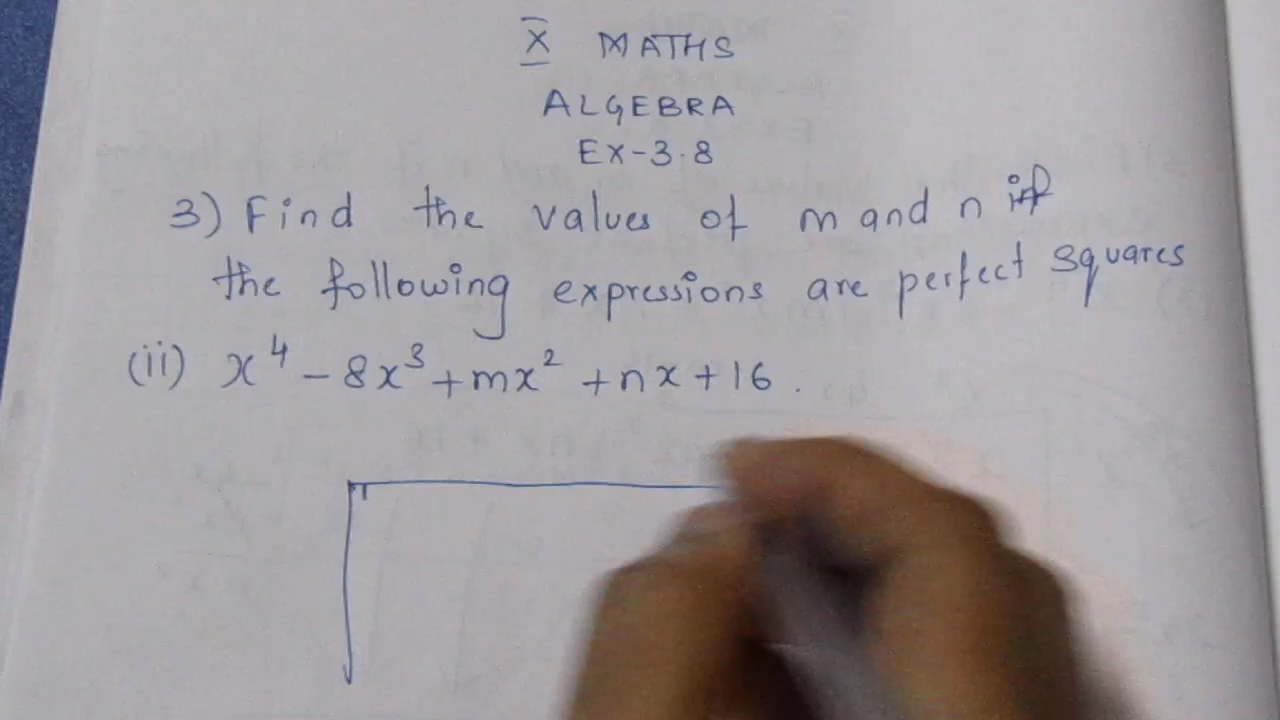 X MATHS
ALGEBRA
Ex-3.8
3) Find the values of m and n if
the following expressions are perfect squares
(ii) x⁴ - 8x³ + mx² + nx + 16.